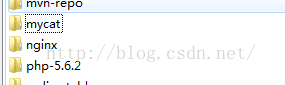 mvn-repo
mycat
http://blog.csdn.net/
nginx
php-5.6.2